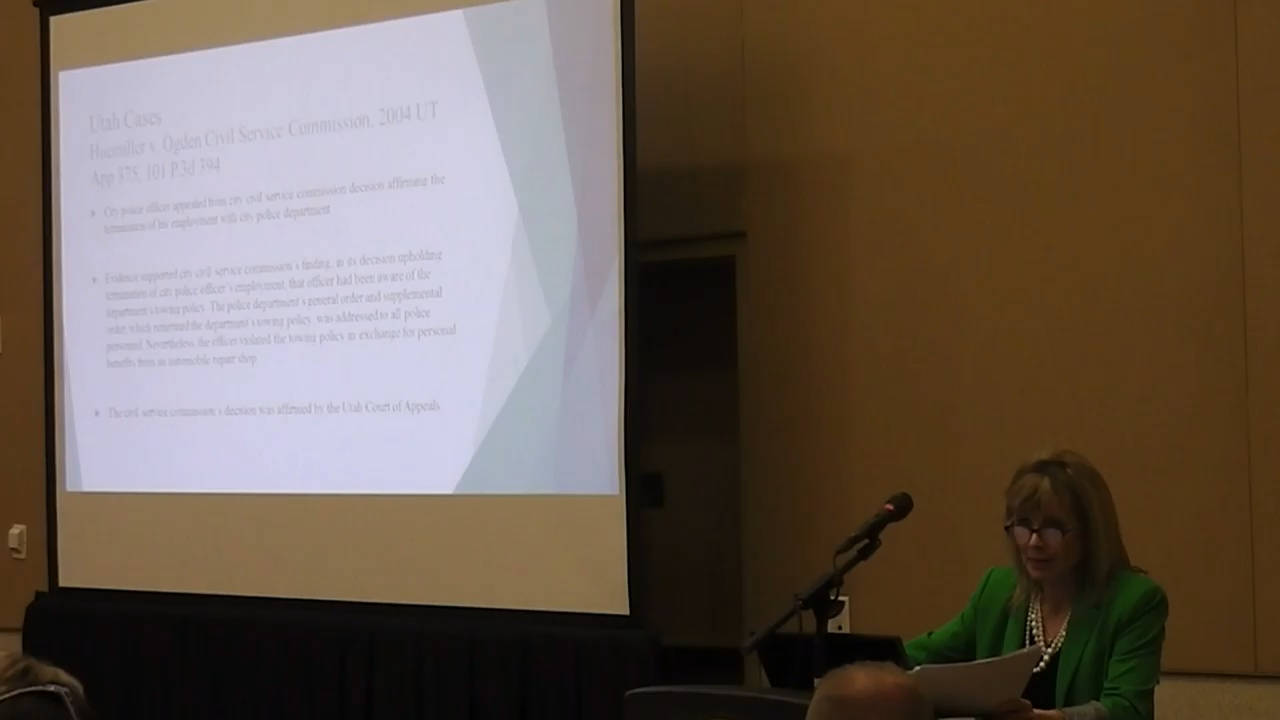 Utah Cases
v. Ogden Civil Service Commission, 2004 UT
App 375, 101 P.3d 394
City police officer appealed from city civil service commission decision affirming the
termination of his employment with city police department
Evidence supported city civil service commission's finding, in its decision upholding
termination of city police officer's employment, that officer had been aware of the
department's towing policy. The police department's general order and supplemental
order, which the department's towing policy, was addressed to all police
personnel. Nevertheless, the officer violated the towing policy in exchange for personal
benefits from an automobile repair shop.
The civil service commission's decision was affirmed by the Utah Court of Appeals.